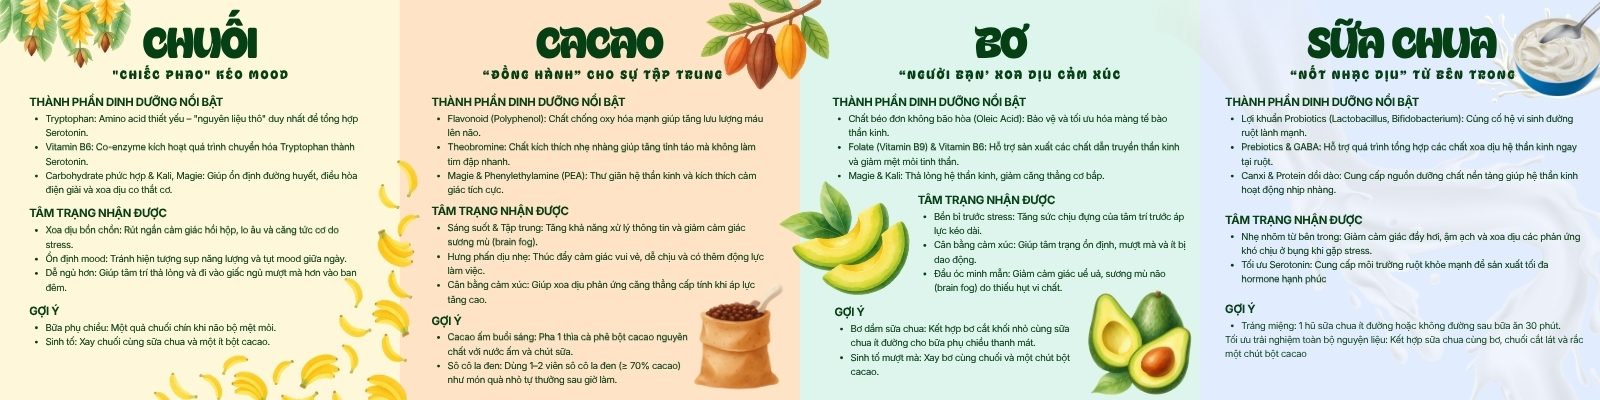 CHUỐI
"CHIẾC PHAO" KÉO MOOD
THÀNH PHẦN DINH DƯỠNG NỔI BẬT
• Tryptophan: Amino acid thiết yếu – "nguyên liệu thô" duy nhất để tổng hợp
Serotonin.
• Vitamin B6: Co-enzyme kích hoạt quá trình chuyển hóa Tryptophan thành
Serotonin.
• Carbohydrate phức hợp & Kali, Magie: Giúp ổn định đường huyết, điều hòa
điện giải và xoa dịu co thắt cơ.
TÂM TRẠNG NHẬN ĐƯỢC
• Xoa dịu bồn chồn: Rút ngắn cảm giác hồi hộp, lo âu và căng tức cơ do
stress.
• Ổn định mood: Tránh hiện tượng sụp năng lượng và tụt mood giữa ngày.
• Dễ ngủ hơn: Giúp tâm trí thả lỏng và đi vào giấc ngủ mượt mà hơn vào ban
đêm.
GỢI Ý
• Bữa phụ chiều: Một quả chuối chín khi não bộ mệt mỏi.
• Sinh tố: Xay chuối cùng sữa chua và một ít bột cacao.
CACAO
“ĐỒNG HÀNH” CHO SỰ TẬP TRUNG
THÀNH PHẦN DINH DƯỠNG NỔI BẬT
• Flavonoid (Polyphenol): Chất chống oxy hóa mạnh giúp tăng lưu lượng máu
lên não.
• Theobromine: Chất kích thích nhẹ nhàng giúp tăng tỉnh táo mà không làm
tim đập nhanh.
• Magie & Phenylethylamine (PEA): Thư giãn hệ thần kinh và kích thích cảm
giác tích cực.
TÂM TRẠNG NHẬN ĐƯỢC
• Sáng suốt & Tập trung: Tăng khả năng xử lý thông tin và giảm cảm giác
sương mù (brain fog).
• Hưng phấn dịu nhẹ: Thúc đẩy cảm giác vui vẻ, dễ chịu và có thêm động lực
làm việc.
• Cân bằng cảm xúc: Giúp xoa dịu phản ứng căng thẳng cấp tính khi áp lực
tăng cao.
GỢI Ý
• Cacao ấm buổi sáng: Pha 1 thìa cà phê bột cacao nguyên
chất với nước ấm và chút sữa.
• Sô cô la đen: Dùng 1–2 viên sô cô la đen (≥ 70% cacao)
như món quà nhỏ tự thưởng sau giờ làm.
BƠ
“NGƯỜI BẠN’ XOA DỊU CẢM XÚC
THÀNH PHẦN DINH DƯỠNG NỔI BẬT
• Chất béo đơn không bão hòa (Oleic Acid): Bảo vệ và tối ưu hóa màng tế bào
thần kinh.
• Folate (Vitamin B9) & Vitamin B6: Hỗ trợ sản xuất các chất dẫn truyền thần kinh
và giảm mệt mỏi tinh thần.
• Magie & Kali: Thả lỏng hệ thần kinh, giảm căng thẳng cơ bắp.
TÂM TRẠNG NHẬN ĐƯỢC
• Bền bỉ trước stress: Tăng sức chịu đựng của tâm trí trước áp
lực kéo dài.
• Cân bằng cảm xúc: Giúp tâm trạng ổn định, mượt mà và ít bị
dao động.
• Đầu óc minh mẫn: Giảm cảm giác uể uả, sương mù não
(brain fog) do thiếu hụt vi chất.
GỢI Ý
• Bơ dầm sữa chua: Kết hợp bơ cắt khối nhỏ cùng sữa
chua ít đường cho bữa phụ chiều thanh mát.
• Sinh tố mượt mà: Xay bơ cùng chuối và một chút bột
cacao.
SỮA CHUA
“NỐT NHẠC DỊU” TỪ BÊN TRONG
THÀNH PHẦN DINH DƯỠNG NỔI BẬT
• Lợi khuẩn Probiotics (Lactobacillus, Bifidobacterium): Củng cố hệ vi sinh đường
ruột lành mạnh.
• Prebiotics & GABA: Hỗ trợ quá trình tổng hợp các chất xoa dịu hệ thần kinh ngay
tại ruột.
• Canxi & Protein dồi dào: Cung cấp nguồn dưỡng chất nền tảng giúp hệ thần kinh
hoạt động nhịp nhàng.
TÂM TRẠNG NHẬN ĐƯỢC
• Nhẹ nhõm từ bên trong: Giảm cảm giác đầy hơi, ậm ạch và xoa dịu các phản ứng
khó chịu ở bụng khi gặp stress.
• Tối ưu Serotonin: Cung cấp môi trường ruột khỏe mạnh để sản xuất tối đa
hormone hạnh phúc
GỢI Ý
• Tráng miệng: 1 hũ sữa chua ít đường hoặc không đường sau bữa ăn 30 phút.
Tối ưu trải nghiệm toàn bộ nguyên liệu: Kết hợp sữa chua cùng bơ, chuối cắt lát và rắc
một chút bột cacao